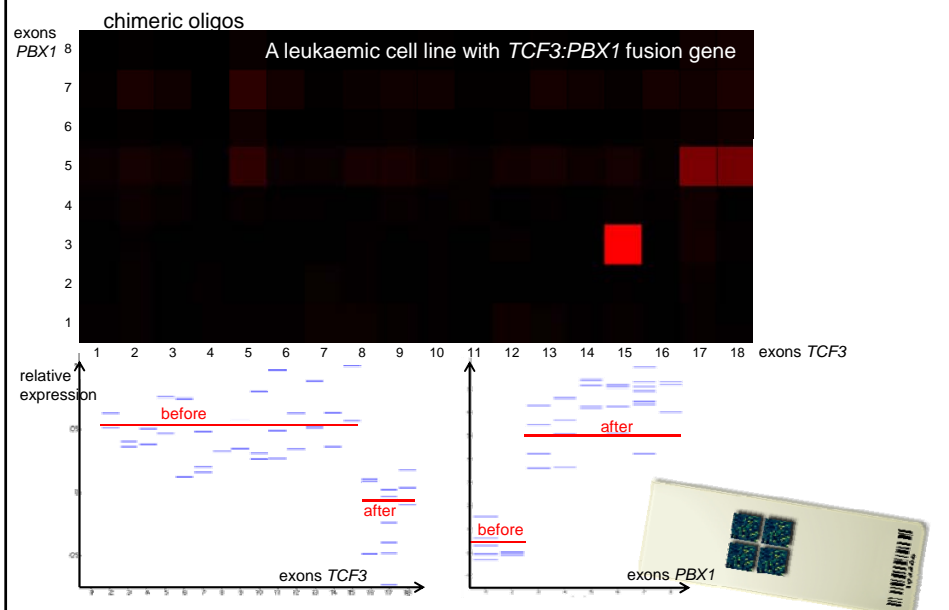 chimeric oligos
exons
PBX1
A leukaemic cell line with TCF3:PBX1 fusion gene
8
7
6
5
4
3
2
1
1 2 3 4 5 6 7 8 9 10 11 12 13 14 15 16 17 18 exons TCF3
relative
expression
before
after
exons TCF3
before
after
exons PBX1